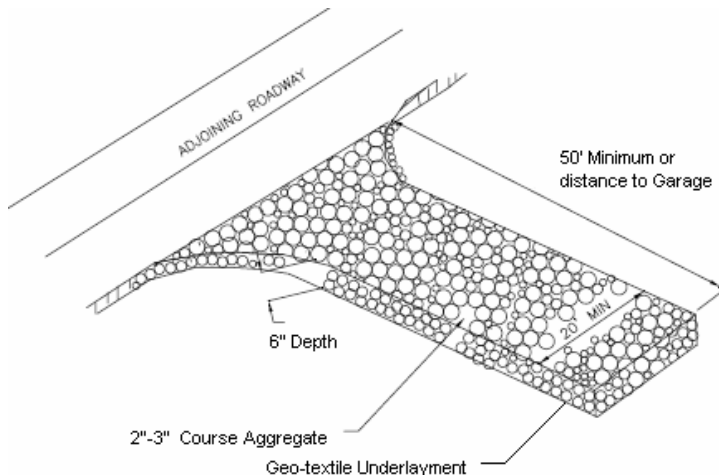 ADJOINING ROADWAY
50' Minimum or
distance to Garage
20' MIN
6" Depth
2"-3" Course Aggregate
Geo-textile Underlayment